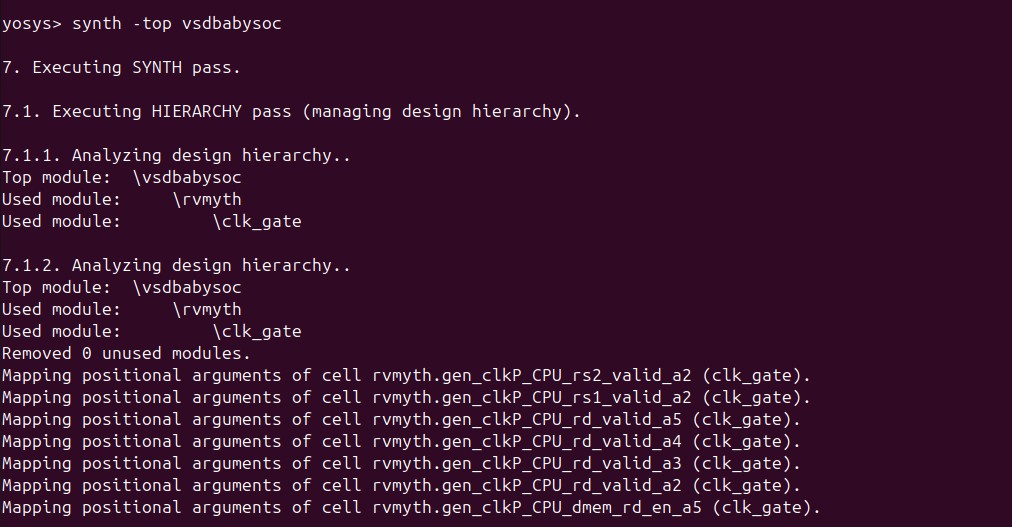 yosys> synth -top vsdbabysoc
7. Executing SYNTH pass.
7.1. Executing HIERARCHY pass (managing design hierarchy).
7.1.1. Analyzing design hierarchy..
Top module:  \vsdbabysoc
Used module:     \rvmyth
Used module:         \clk_gate
7.1.2. Analyzing design hierarchy..
Top module:  \vsdbabysoc
Used module:     \rvmyth
Used module:         \clk_gate
Removed 0 unused modules.
Mapping positional arguments of cell rvmyth.gen_clkP_CPU_rs2_valid_a2 (clk_gate).
Mapping positional arguments of cell rvmyth.gen_clkP_CPU_rs1_valid_a2 (clk_gate).
Mapping positional arguments of cell rvmyth.gen_clkP_CPU_rd_valid_a5 (clk_gate).
Mapping positional arguments of cell rvmyth.gen_clkP_CPU_rd_valid_a4 (clk_gate).
Mapping positional arguments of cell rvmyth.gen_clkP_CPU_rd_valid_a3 (clk_gate).
Mapping positional arguments of cell rvmyth.gen_clkP_CPU_rd_valid_a2 (clk_gate).
Mapping positional arguments of cell rvmyth.gen_clkP_CPU_dmem_rd_en_a5 (clk_gate).